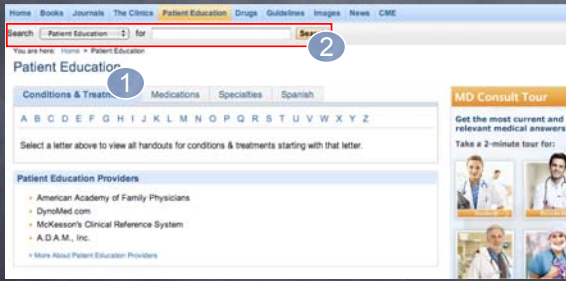 Home Books Journals The Clinics Patient Education Drugs Guidelines Images News CME
Search Patient Education for
2
You are here: Home > Patient Education
Patient Education
1
Conditions & Medications Specialties Spanish
A B C D E F G H I J K L M N O P Q R S T U V W X Y Z
Select a letter above to view all handouts for conditions & treatments starting with that letter.
Patient Education Providers
American Academy of Family Physicians
DynoMed.com
McKesson's Clinical Reference System
A.D.A.M., Inc.
> More About Patient Education Providers
MD Consult Tour
Get the most current and
relevant medical answers
Take a 2-minute tour for: